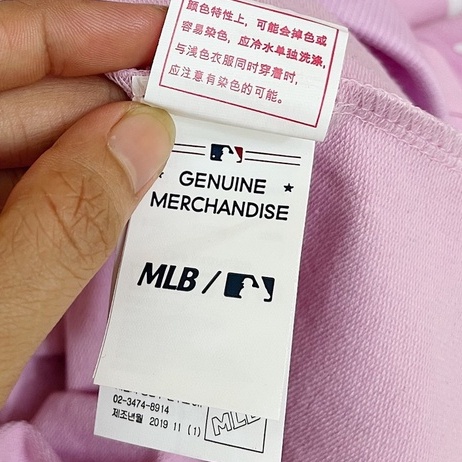 颜色特性上，可能会掉色或
容易染色，应冷水单独洗涤，
与浅色衣服同时穿着时，
应注意有染色的可能。
GENUINE
MERCHANDISE
MLB /
02-3474-8914
제조년월 2019 11 (1)
MLB